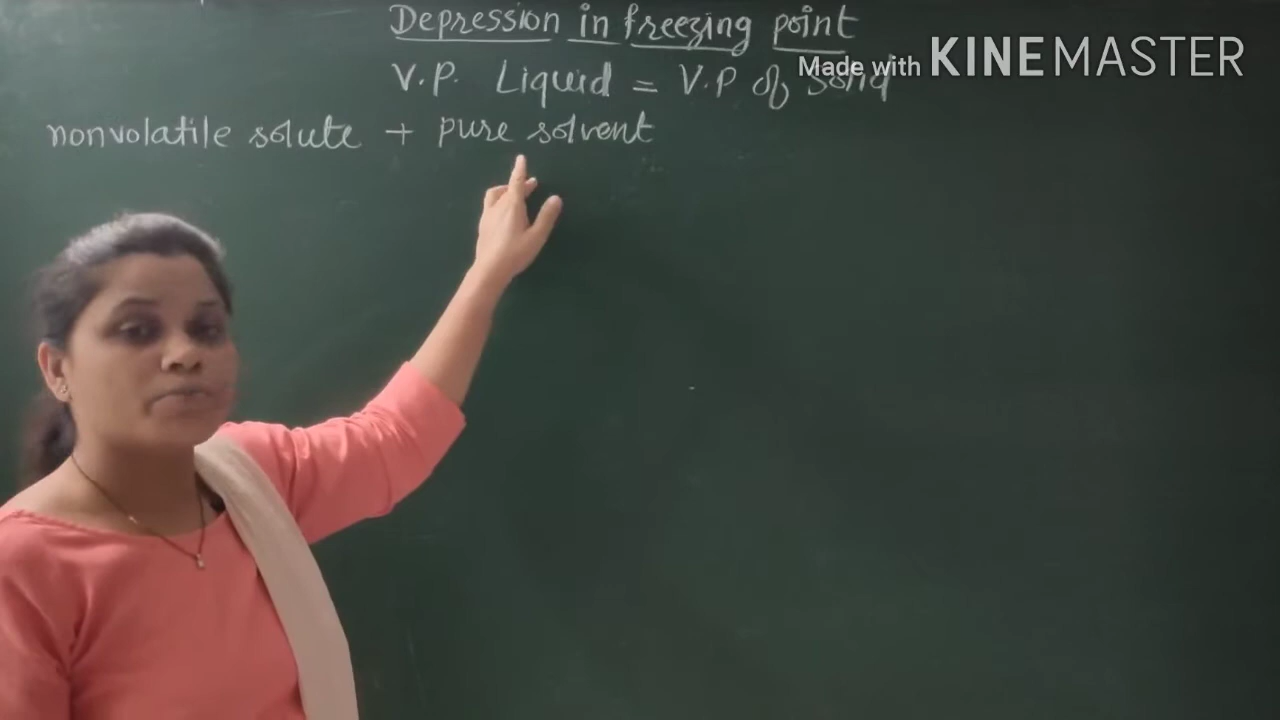 Depression in freezing point
V.P. Liquid = V.P of Solid
Made with KINEMASTER
nonvolatile solute + pure solvent